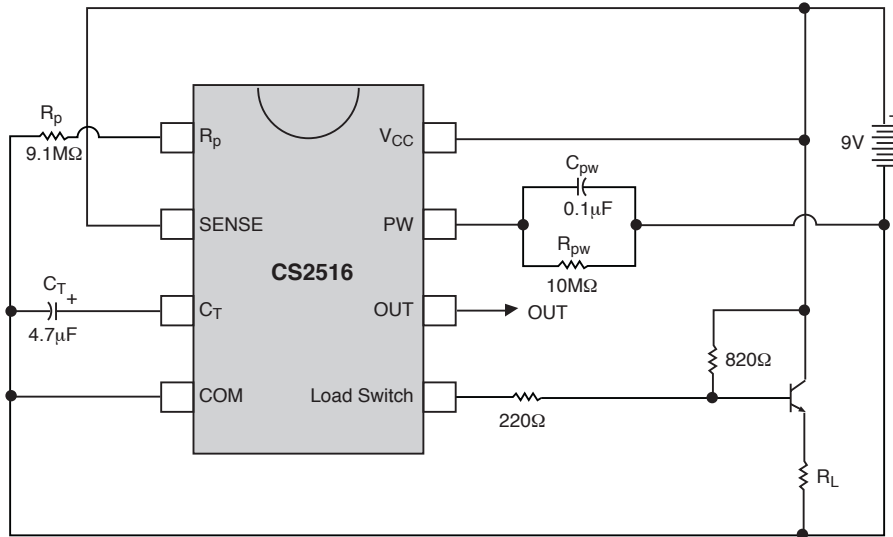 Rp
9.1MΩ
CT
+
4.7μF
Rp
SENSE
CT
COM
CS2516
VCC
PW
OUT
Load Switch
Cpw
0.1μF
Rpw
10MΩ
OUT
220Ω
820Ω
RL
9V
+